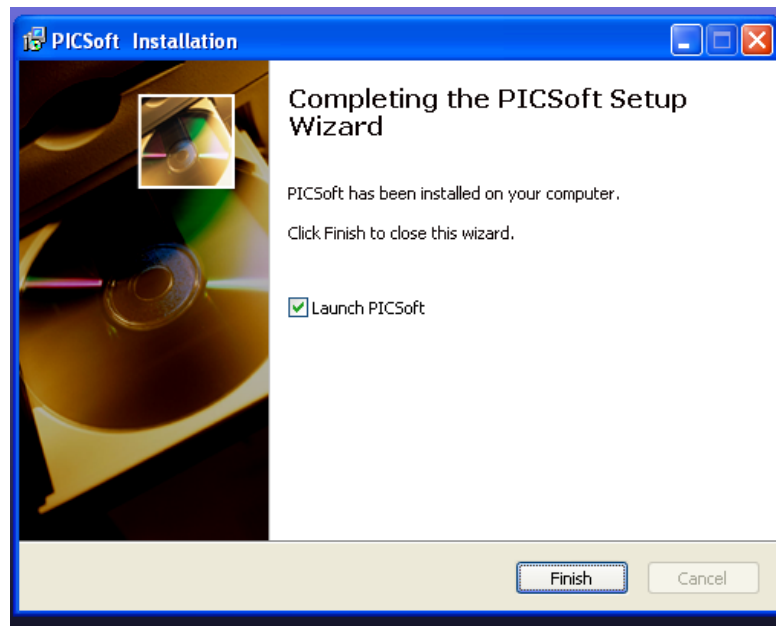 PICSoft Installation
Completing the PICSoft Setup
Wizard
PICSoft has been installed on your computer.
Click Finish to close this wizard.
Launch PICSoft
Finish
Cancel